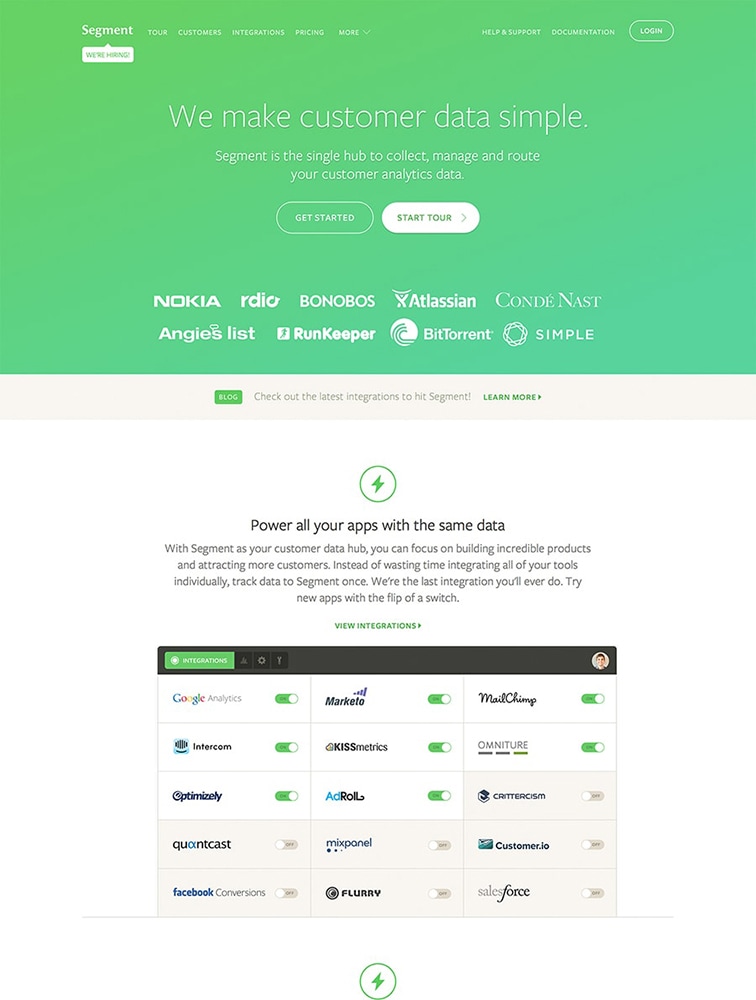 Segment TOUR CUSTOMERS INTEGRATIONS PRICING MORE HELP & SUPPORT DOCUMENTATION LOGIN
WE'RE HIRING!
We make customer data simple.
Segment is the single hub to collect, manage and route
your customer analytics data.
GET STARTED START TOUR
NOKIA rdio BONOBOS Atlassian CONDÉ NAST
Angie's list RunKeeper BitTorrent SIMPLE
BLOG Check out the latest integrations to hit Segment! LEARN MORE
Power all your apps with the same data
With Segment as your customer data hub, you can focus on building incredible products
and attracting more customers. Instead of wasting time integrating all of your tools
individually, track data to Segment once. We're the last integration you'll ever do. Try
new apps with the flip of a switch.
VIEW INTEGRATIONS
INTEGRATIONS
Google Analytics ON Marketo ON MailChimp ON
Intercom ON KISSmetrics ON OMNITURE ON
Optimizely ON AdRoll ON CRITTERCISM OFF
quantcast OFF mixpanel OFF Customer.io OFF
facebook Conversions OFF FLURRY OFF salesforce OFF